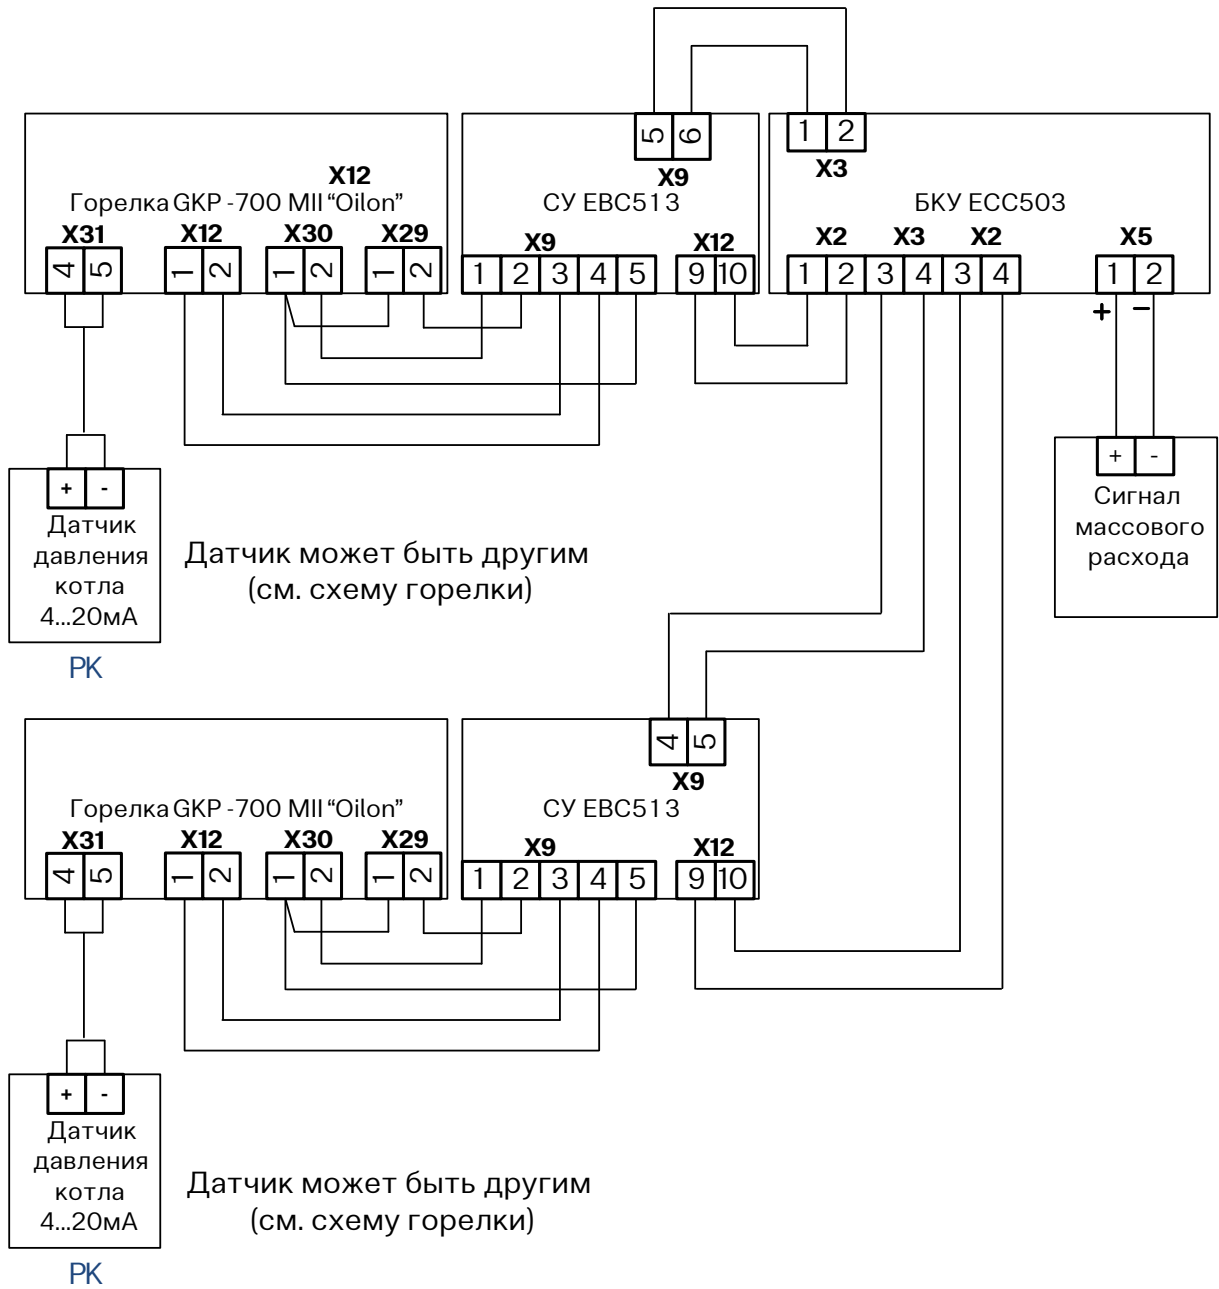 5 6
1 2
X9
X3
X12
Горелка GKP -700 MII “Oilon”
СУ EBC513
БКУ ECC503
X31 X12 X30 X29
X9 X12
X2 X3 X2 X5
4 5 1 2 1 2 1 2
1 2 3 4 5 9 10
1 2 3 4 3 4 1 2
+ −
+ -
Датчик
давления
котла
4...20мА
РК
Датчик может быть другим
(см. схему горелки)
+ -
Сигнал
массового
расхода
4 5
X9
Горелка GKP -700 MII “Oilon”
СУ EBC513
X31 X12 X30 X29
X9 X12
4 5 1 2 1 2 1 2
1 2 3 4 5 9 10
+ -
Датчик
давления
котла
4...20мА
РК
Датчик может быть другим
(см. схему горелки)